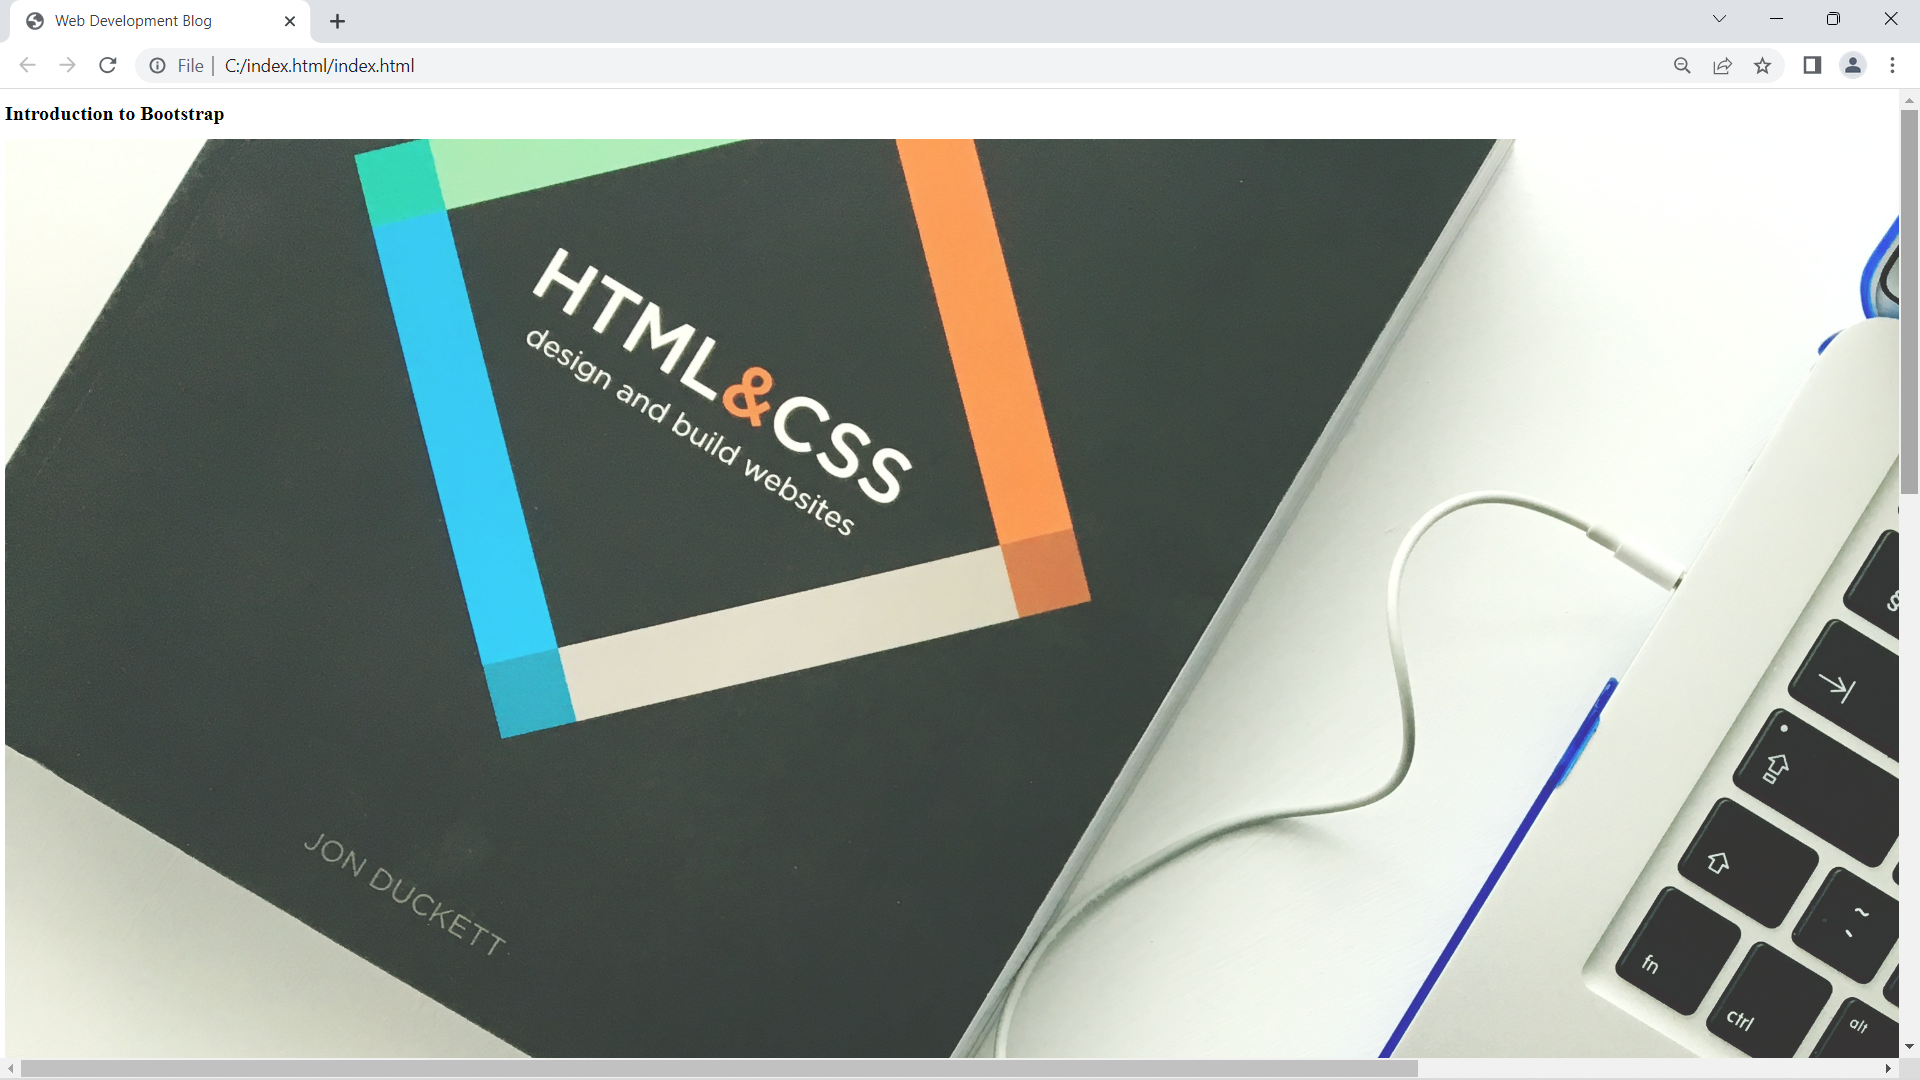 Web Development Blog
File | C:/index.html/index.html
Introduction to Bootstrap
HTML&CSS
design and build websites
JON DUCKETT
§
fn
ctrl
alt